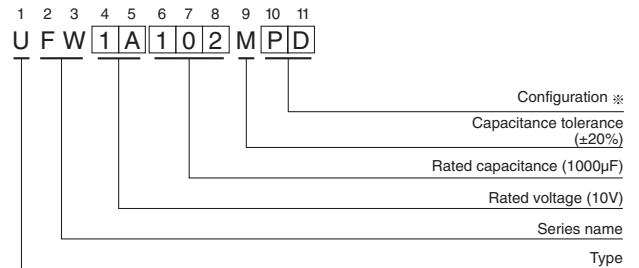 1 2 3 4 5 6 7 8 9 10 11
U F W 1 A 1 0 2 M P D
Configuration ※
Capacitance tolerance
(±20%)
Rated capacitance (1000µF)
Rated voltage (10V)
Series name
Type